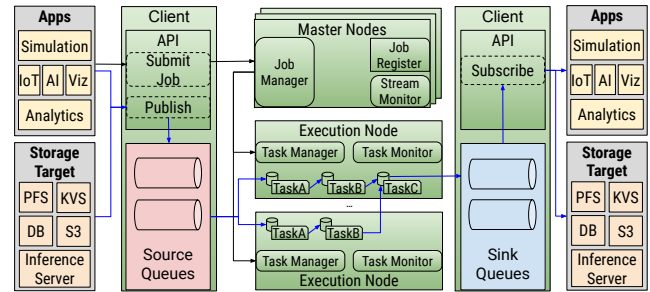 Apps
Simulation
IoT AI Viz
Analytics
Storage
Target
PFS KVS
DB S3
Inference
Server
Client
API
Submit
Job
Publish
Source
Queues
Master Nodes
Job
Manager
Job
Register
Stream
Monitor
Execution Node
Task Manager Task Monitor
TaskA TaskB TaskC
...
TaskA TaskB
Task Manager Task Monitor
Execution Node
Client
API
Subscribe
Sink
Queues
Apps
Simulation
IoT AI Viz
Analytics
Storage
Target
PFS KVS
DB S3
Inference
Server